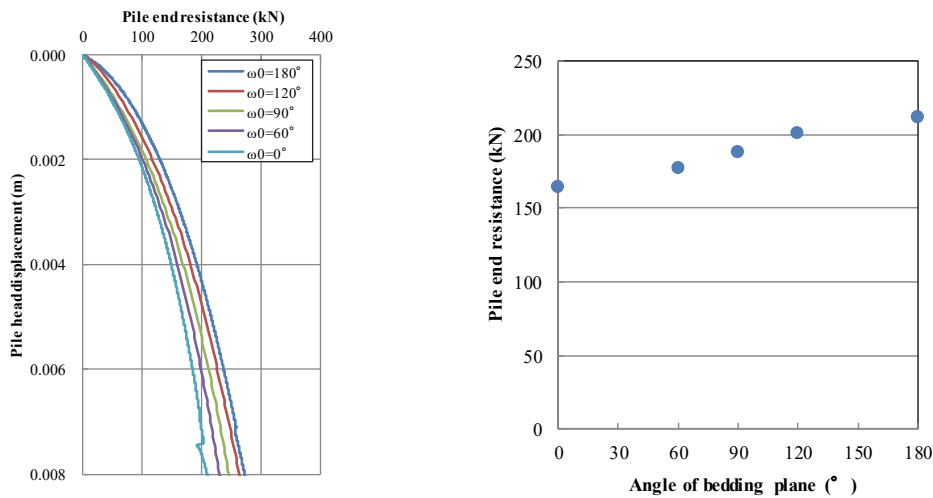 Pile end resistance (kN)
0 100 200 300 400
0.000
0.002
0.004
0.006
0.008
Pile head displacement (m)
ω0=180°
ω0=120°
ω0=90°
ω0=60°
ω0=0°
250
200
150
100
50
0
Pile end resistance (kN)
0 30 60 90 120 150 180
Angle of bedding plane (° )